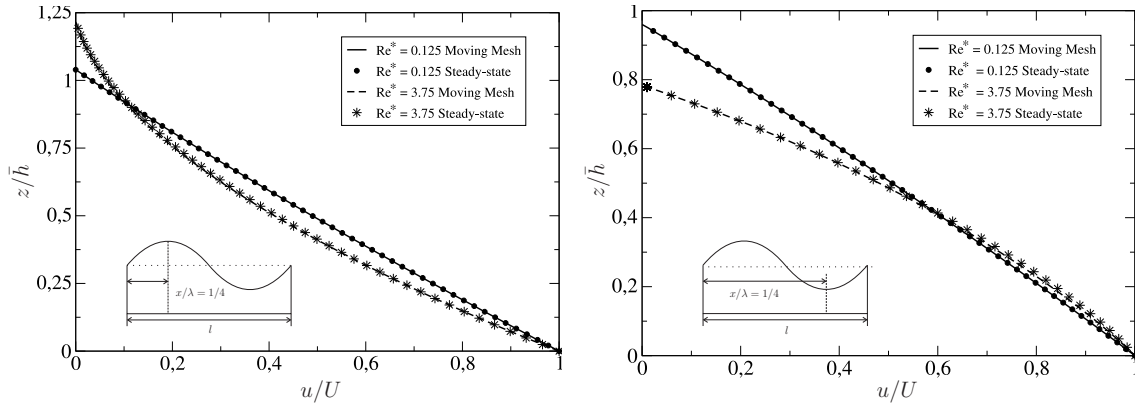 1,25
1
0.75
0,5
0,25
0
z/h̄
0
0,2
0,4
0,6
0,8
1
u/U
Re* = 0.125 Moving Mesh
Re* = 0.125 Steady-state
Re* = 3.75 Moving Mesh
Re* = 3.75 Steady-state
x/λ = 1/4
l
1
0,8
0,6
0,4
0,2
0
z/h̄
0
0,2
0,4
0,6
0,8
1
u/U
Re* = 0.125 Moving Mesh
Re* = 0.125 Steady-state
Re* = 3.75 Moving Mesh
Re* = 3.75 Steady-state
x/λ = 1/4
l